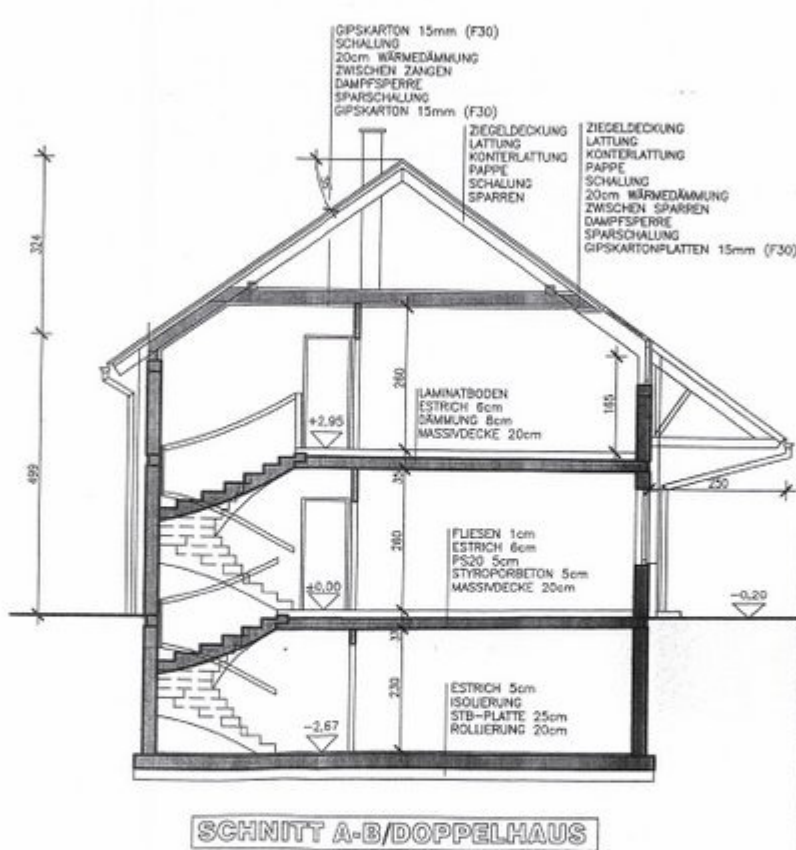 GIPSKARTON 15mm (F30)
SCHALUNG
20cm WÄRMEDÄMMUNG
ZWISCHEN ZANGEN
DAMPFSPERRE
SPARSCHALUNG
GIPSKARTON 15mm (F30)
ZIEGELDECKUNG
LATTUNG
KONTERLATTUNG
PAPPE
SCHALUNG
SPARREN
ZIEGELDECKUNG
LATTUNG
KONTERLATTUNG
PAPPE
SCHALUNG
20cm WÄRMEDÄMMUNG
ZWISCHEN SPARREN
DAMPFSPERRE
SPARSCHALUNG
GIPSKARTONPLATTEN 15mm (F30)
324
499
260
165
+2,95
LAMINATBODEN
ESTRICH 6cm
DÄMMUNG 8cm
MASSIVDECKE 20cm
35
250
260
+0,00
FLIESEN 1cm
ESTRICH 6cm
PS20 5cm
STYROPORBETON 5cm
MASSIVDECKE 20cm
-0,20
230
-2,67
ESTRICH 5cm
ISOLIERUNG
STB-PLATTE 25cm
ROLLIERUNG 20cm
SCHNITT A-B/DOPPELHAUS